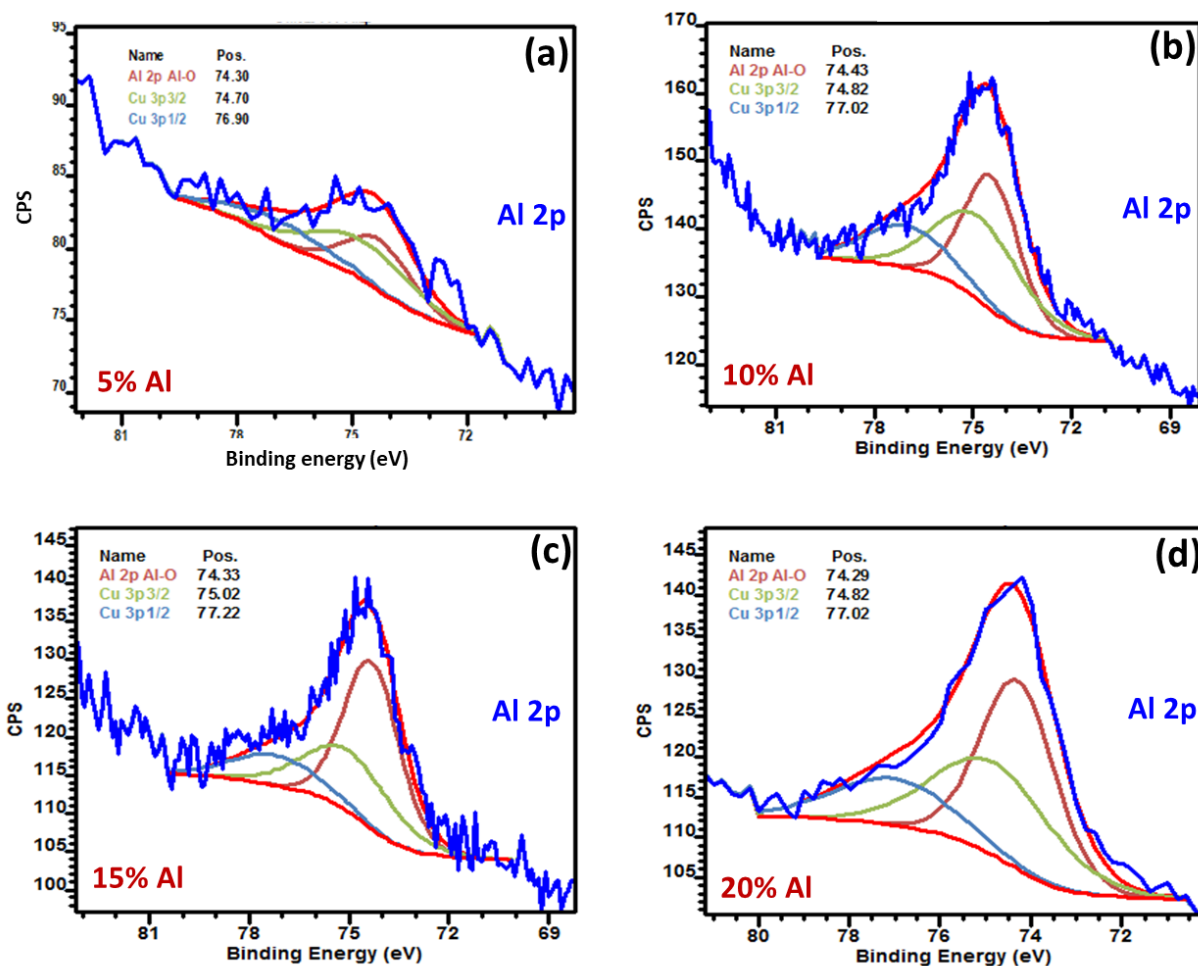 (a)
95
90
85
80
75
70
CPS
Name Pos.
Al 2p Al-O 74.30
Cu 3p3/2 74.70
Cu 3p1/2 76.90
Al 2p
5% Al
81 78 75 72
Binding energy (eV)
(b)
170
160
150
140
130
120
CPS
Name Pos.
Al 2p Al-O 74.43
Cu 3p3/2 74.82
Cu 3p1/2 77.02
Al 2p
10% Al
81 78 75 72 69
Binding Energy (eV)
(c)
145
140
135
130
125
120
115
110
105
100
CPS
Name Pos.
Al 2p Al-O 74.33
Cu 3p3/2 75.02
Cu 3p1/2 77.22
Al 2p
15% Al
81 78 75 72 69
Binding Energy (eV)
(d)
145
140
135
130
125
120
115
110
105
CPS
Name Pos.
Al 2p Al-O 74.29
Cu 3p3/2 74.82
Cu 3p1/2 77.02
Al 2p
20% Al
80 78 76 74 72
Binding Energy (eV)